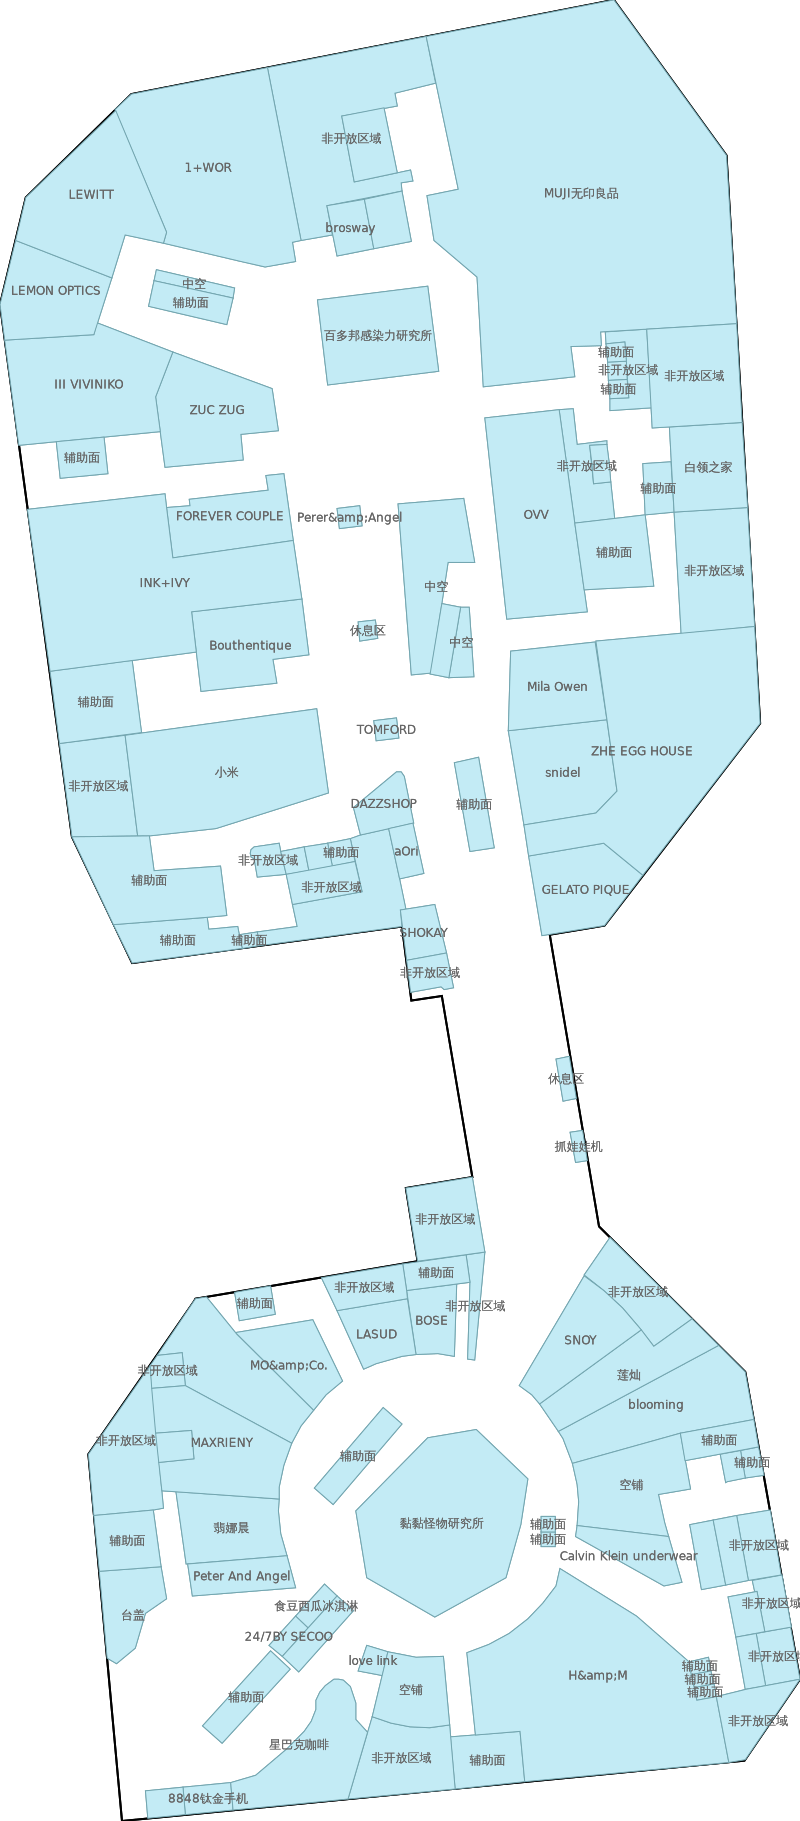 非开放区域
1+WOR
LEWITT
MUJI无印良品
brosway
LEMON OPTICS
中空
辅助面
百多邦感染力研究所
辅助面
非开放区域
辅助面
非开放区域
III VIVINIKO
ZUC ZUG
辅助面
非开放区域
白领之家
辅助面
OVV
FOREVER COUPLE
Perer&amp;Angel
辅助面
非开放区域
INK+IVY
中空
休息区
中空
Bouthentique
Mila Owen
辅助面
TOMFORD
ZHE EGG HOUSE
小米
snidel
非开放区域
DAZZSHOP
辅助面
非开放区域
辅助面
aOri
辅助面
非开放区域
GELATO PIQUE
辅助面
辅助面
SHOKAY
非开放区域
休息区
抓娃娃机
非开放区域
辅助面
非开放区域
非开放区域
辅助面
非开放区域
BOSE
LASUD
SNOY
MO&amp;Co.
非开放区域
莲灿
blooming
非开放区域
MAXRIENY
辅助面
辅助面
辅助面
空铺
翡娜晨
黏黏怪物研究所
辅助面
辅助面
辅助面
非开放区域
Calvin Klein underwear
Peter And Angel
台盖
食豆西瓜冰淇淋
非开放区域
24/7BY SECOO
love link
非开放区域
辅助面
H&amp;M
辅助面
辅助面
空铺
辅助面
非开放区域
星巴克咖啡
非开放区域
辅助面
8848钛金手机